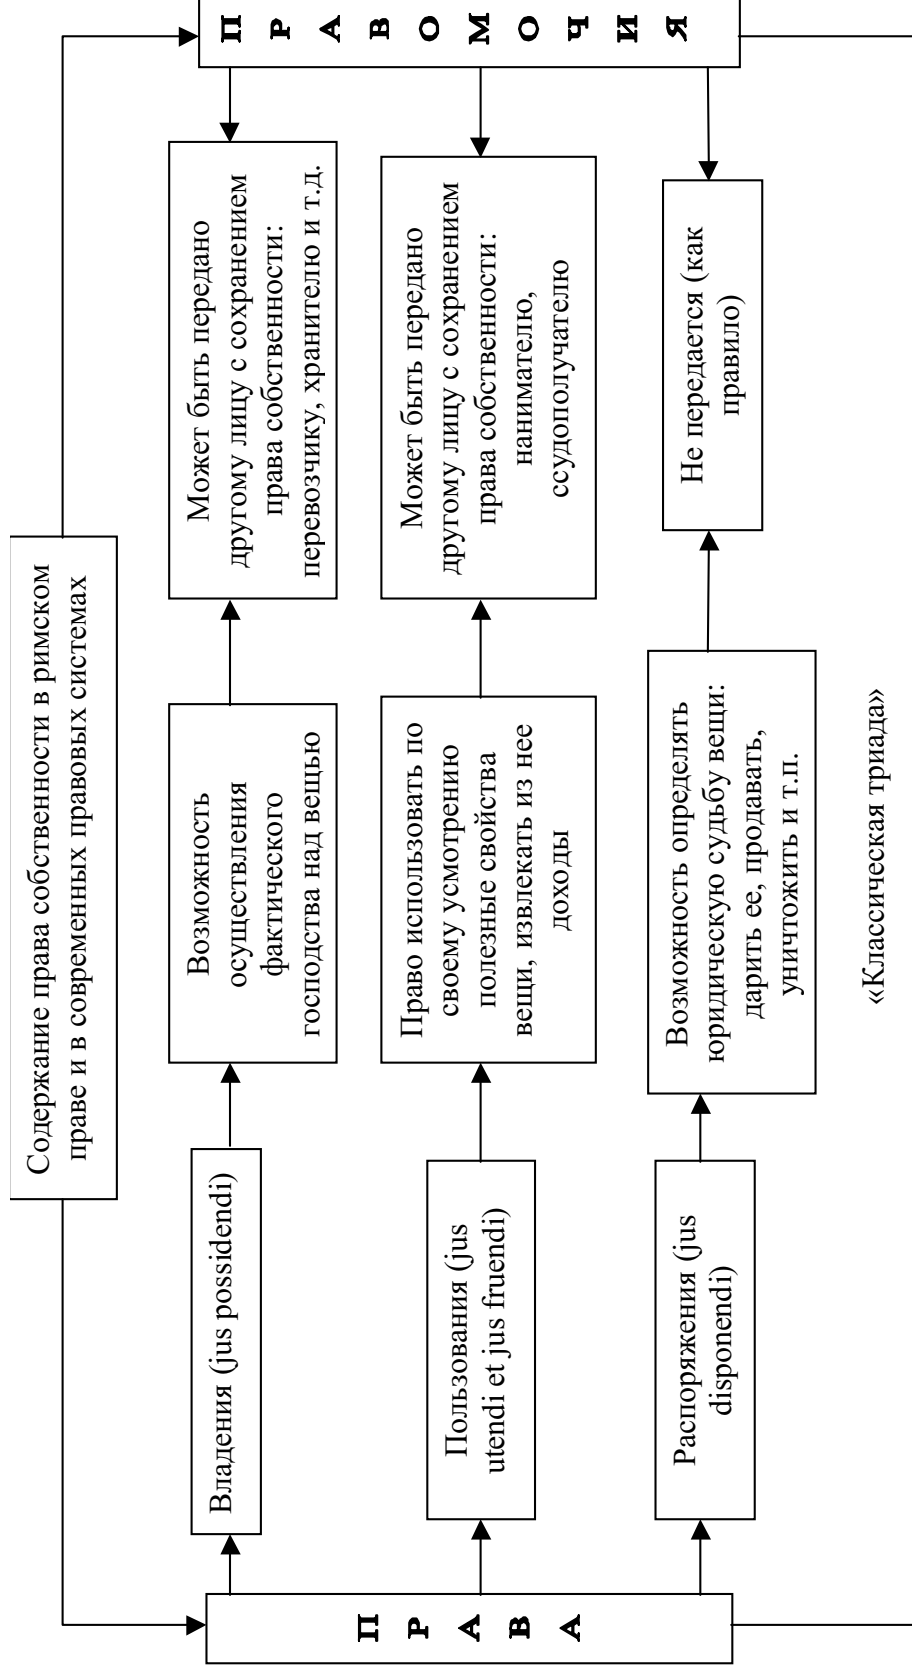 Содержание права собственности в римском
праве и в современных правовых системах
ПРАВА
Владения (jus possidendi)
Возможность
осуществления
фактического
господства над вещью
Может быть передано
другому лицу с сохранением
права собственности:
перевозчику, хранителю и т.д.
Пользования (jus
utendi et jus fruendi)
Право использовать по
своему усмотрению
полезные свойства
вещи, извлекать из нее
доходы
Может быть передано
другому лицу с сохранением
права собственности:
нанимателю,
ссудополучателю
Распоряжения (jus
disponendi)
Возможность определять
юридическую судьбу вещи:
дарить ее, продавать,
уничтожить и т.п.
Не передается (как
правило)
ПРАВОМОЧИЯ
«Классическая триада»